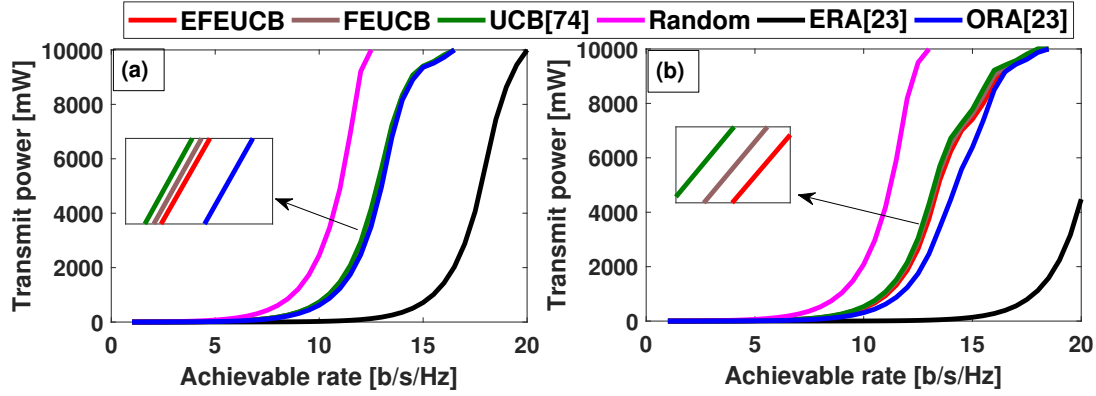 EFEUCB FEUCB UCB[74] Random ERA[23] ORA[23]
(a)
Transmit power [mW]
10000
8000
6000
4000
2000
0
5 10 15 20
Achievable rate [b/s/Hz]
(b)
Transmit power [mW]
10000
8000
6000
4000
2000
0
5 10 15 20
Achievable rate [b/s/Hz]